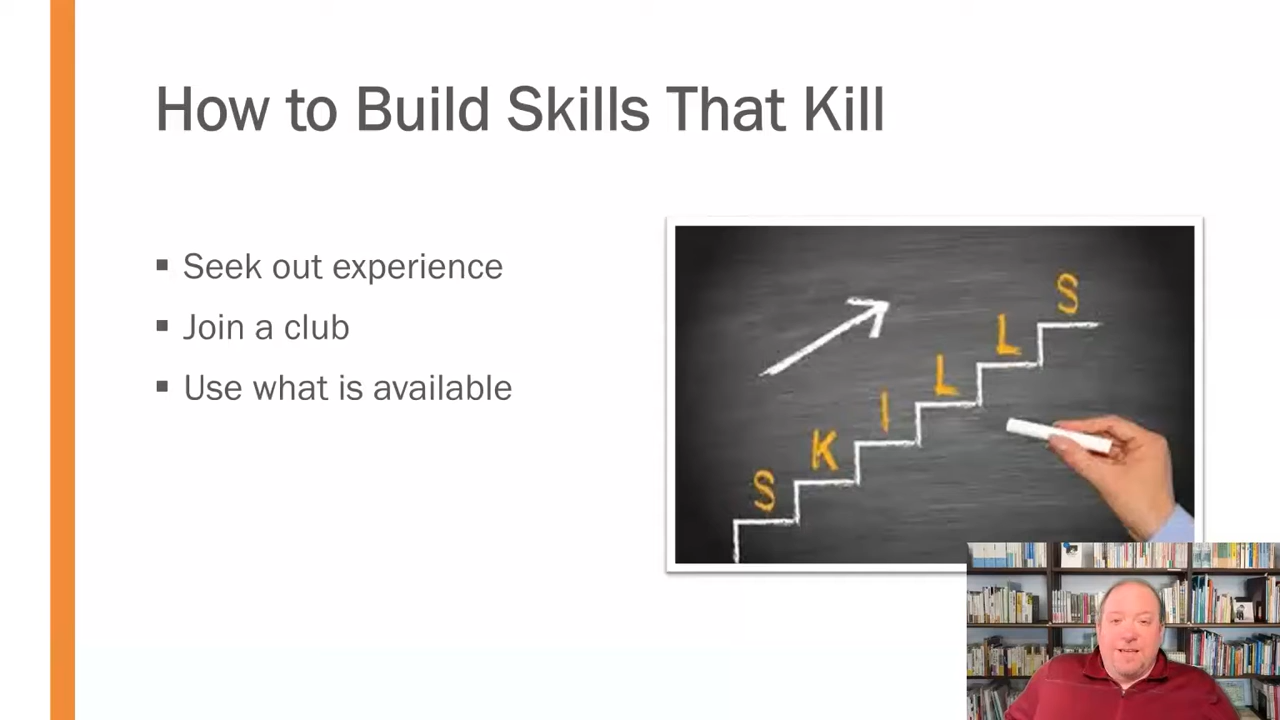 How to Build Skills That Kill
▪ Seek out experience
▪ Join a club
▪ Use what is available
SKILLS